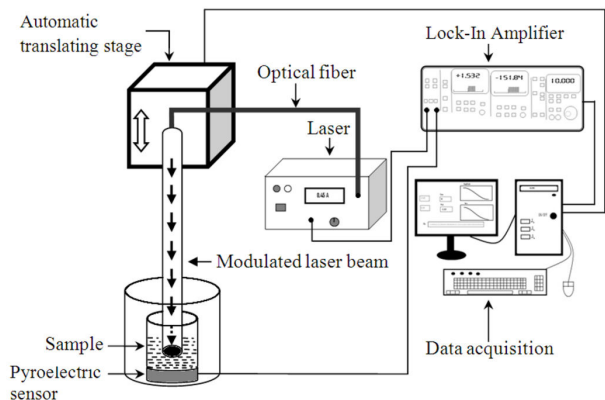 Automatic
translating stage
Lock-In Amplifier
Optical fiber
+1.532
-151.84
10.000
Laser
Modulated laser beam
Sample
Pyroelectric
sensor
Data acquisition